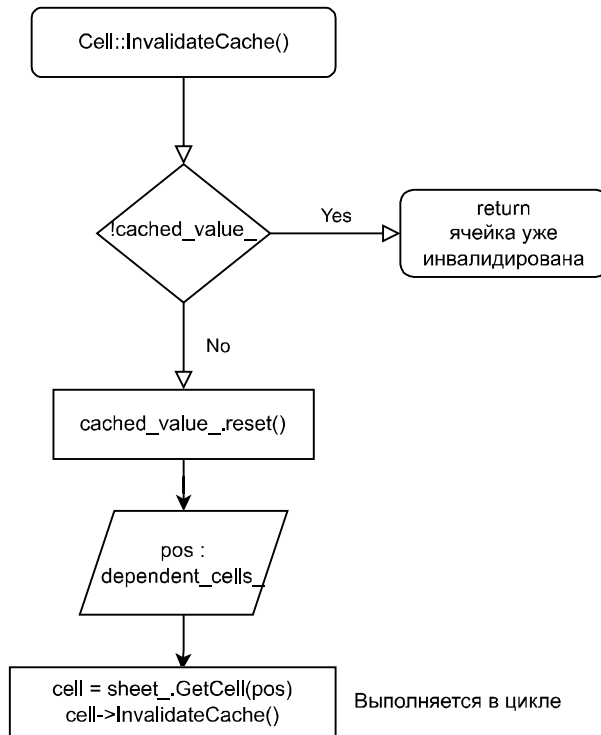 Cell::InvalidateCache()
!cached_value_
Yes
return
ячейка уже
инвалидирована
No
cached_value_.reset()
pos :
dependent_cells_
cell = sheet_.GetCell(pos)
cell->InvalidateCache()
Выполняется в цикле